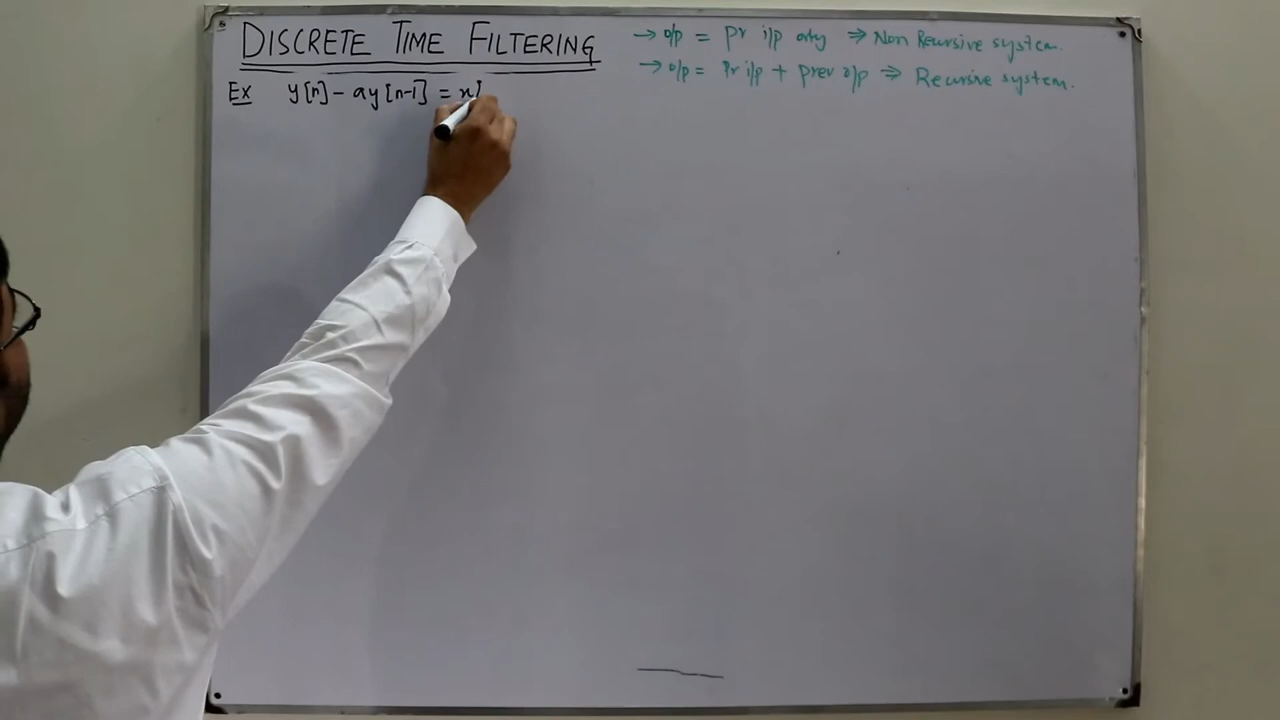 DISCRETE TIME FILTERING
→ o/p = Pr i/p only ⇒ Non Recursive system.
→ o/p = Pr i/p + prev o/p ⇒ Recursive system.
Ex y[n] - ay[n-1] = x[